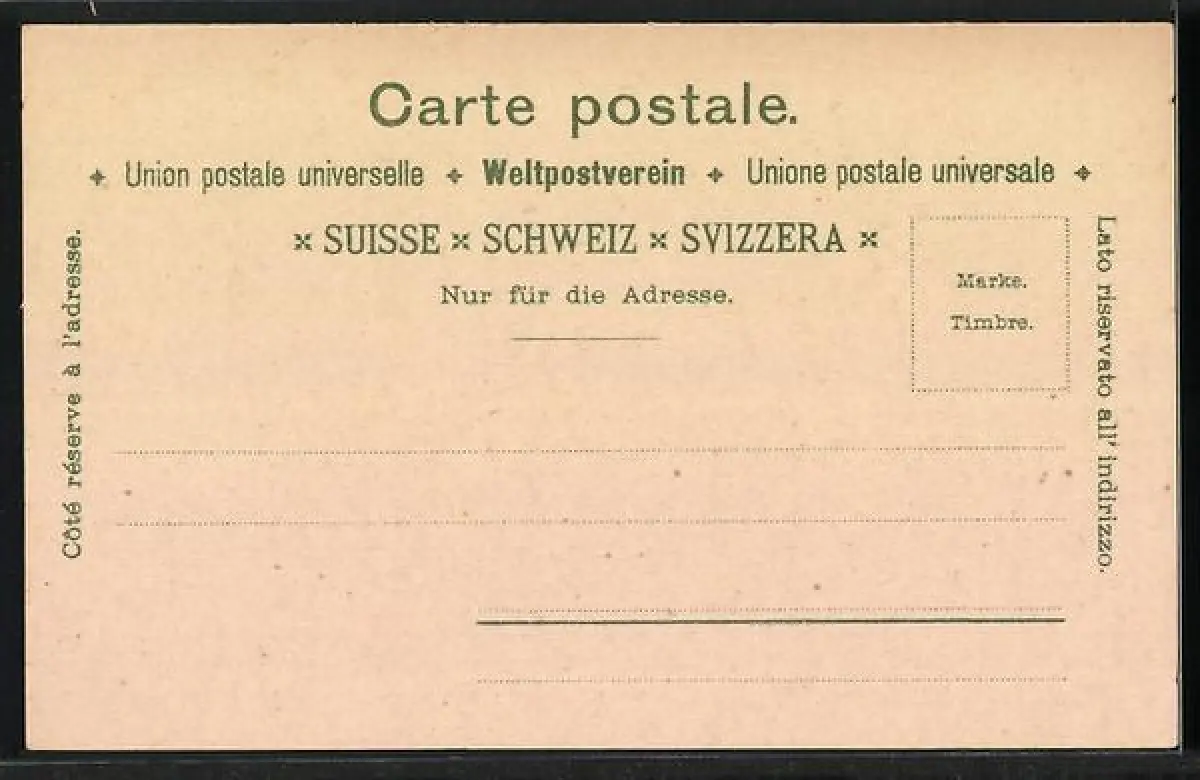 Carte postale.
✦ Union postale universelle ✦ Weltpostverein ✦ Unione postale universale ✦
× SUISSE × SCHWEIZ × SVIZZERA ×
Nur für die Adresse.
Marke.
Timbre.
Côté réserve à l'adresse.
Lato riservato all' indirizzo.